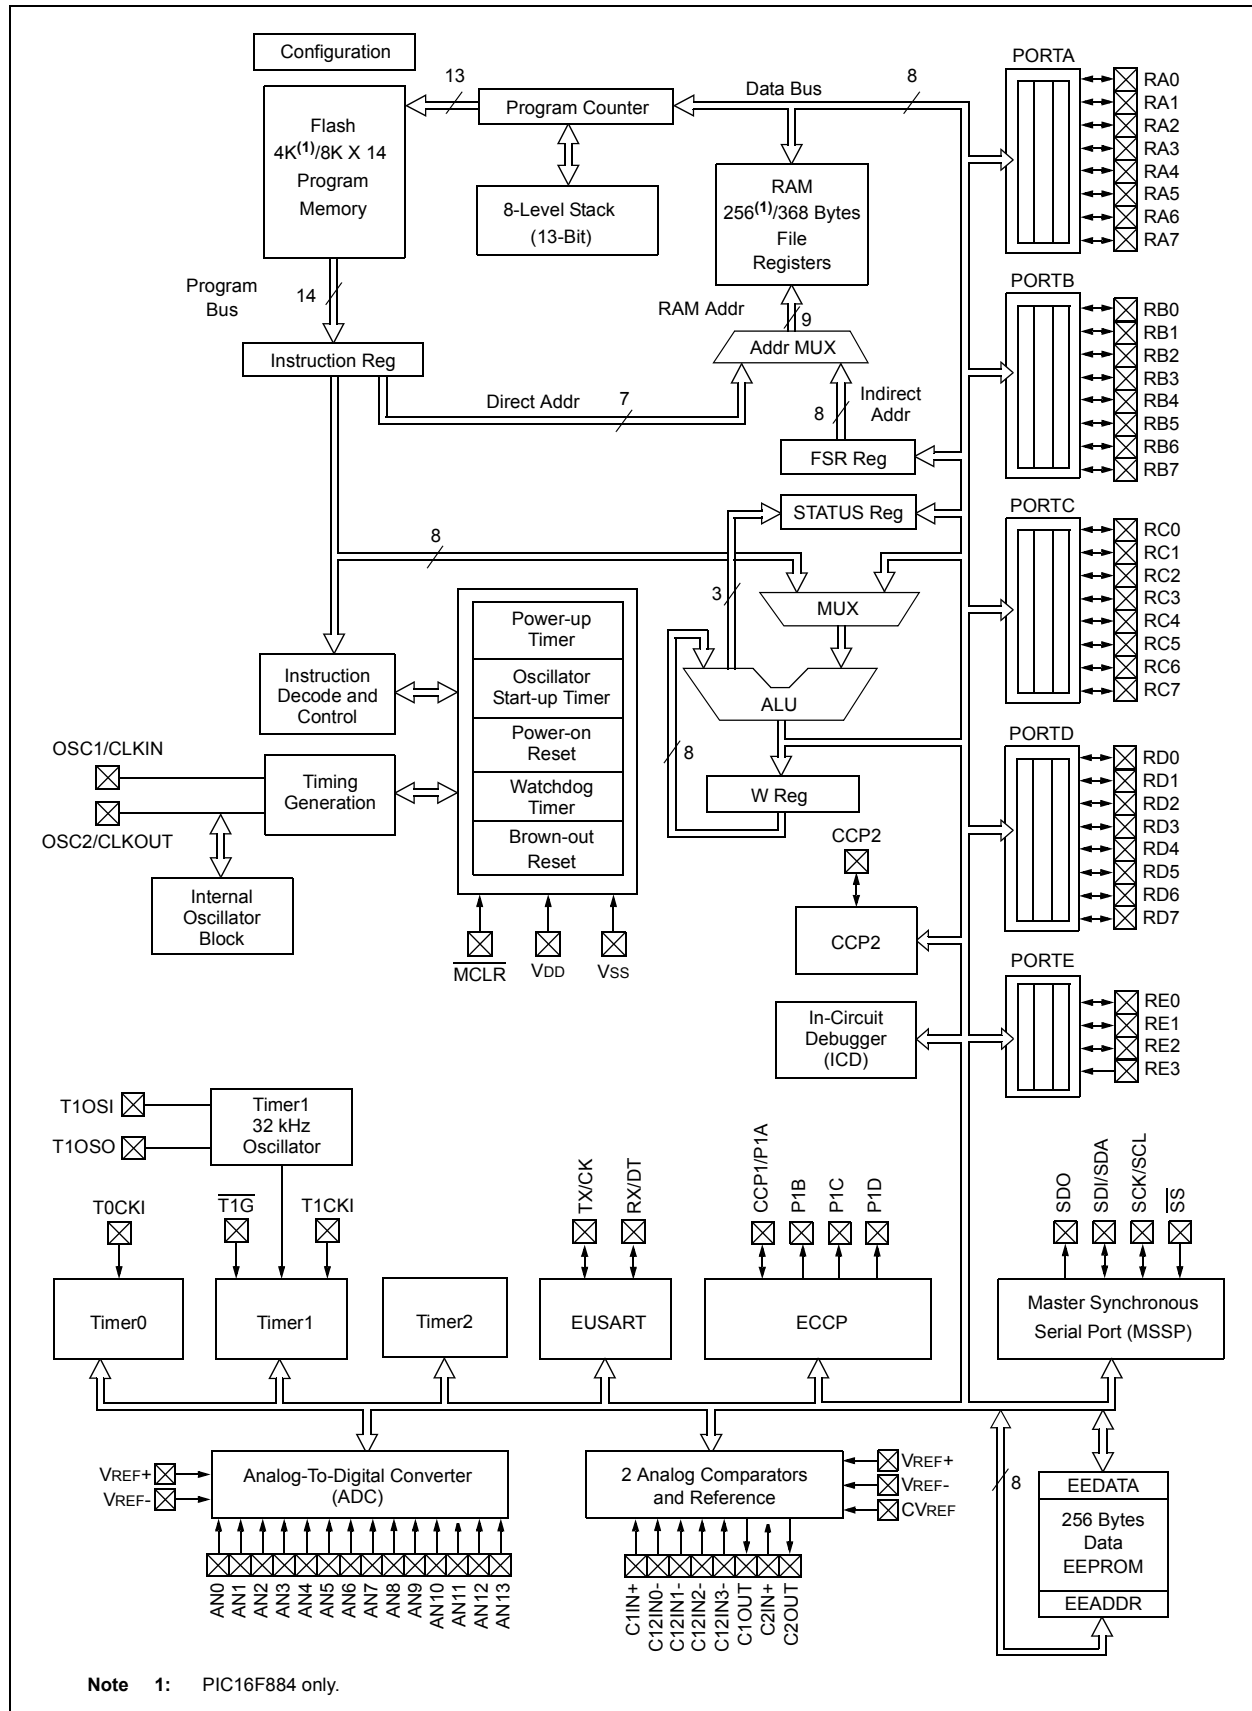 Configuration
PORTA
13
Data Bus
8
Program Counter
Flash
4K(1)/8K X 14
Program
Memory
8-Level Stack
(13-Bit)
RAM
256(1)/368 Bytes
File
Registers
RA0
RA1
RA2
RA3
RA4
RA5
RA6
RA7
Program
Bus
14
RAM Addr
9
PORTB
Addr MUX
Instruction Reg
Direct Addr
7
8
Indirect
Addr
FSR Reg
RB0
RB1
RB2
RB3
RB4
RB5
RB6
RB7
STATUS Reg
PORTC
8
3
MUX
RC0
RC1
RC2
RC3
RC4
RC5
RC6
RC7
Power-up
Timer
Oscillator
Start-up Timer
Power-on
Reset
Watchdog
Timer
Brown-out
Reset
Instruction
Decode and
Control
ALU
8
W Reg
OSC1/CLKIN
OSC2/CLKOUT
Timing
Generation
Internal
Oscillator
Block
MCLR
VDD
VSS
PORTD
RD0
RD1
RD2
RD3
RD4
RD5
RD6
RD7
CCP2
CCP2
PORTE
In-Circuit
Debugger
(ICD)
RE0
RE1
RE2
RE3
T1OSI
T1OSO
Timer1
32 kHz
Oscillator
T0CKI
T1G
T1CKI
TX/CK
RX/DT
CCP1/P1A
P1B
P1C
P1D
SDO
SDI/SDA
SCK/SCL
SS
Timer0
Timer1
Timer2
EUSART
ECCP
Master Synchronous
Serial Port (MSSP)
VREF+
VREF-
Analog-To-Digital Converter
(ADC)
2 Analog Comparators
and Reference
VREF+
VREF-
CVREF
8
EEDATA
256 Bytes
Data
EEPROM
EEADDR
AN0
AN1
AN2
AN3
AN4
AN5
AN6
AN7
AN8
AN9
AN10
AN11
AN12
AN13
C1IN+
C12IN0-
C12IN1-
C12IN2-
C12IN3-
C1OUT
C2IN+
C2OUT
Note 1: PIC16F884 only.